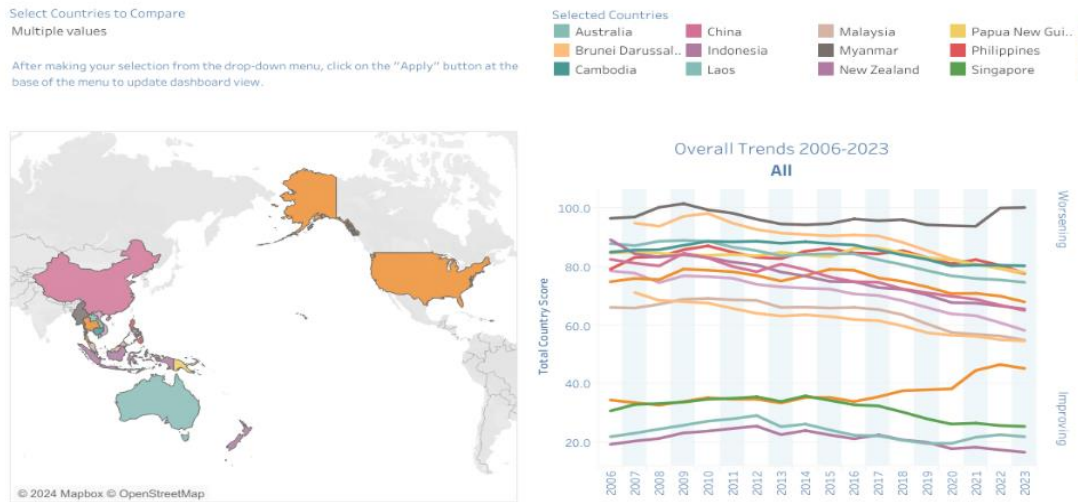 Select Countries to Compare
Multiple values
After making your selection from the drop-down menu, click on the "Apply" button at the
base of the menu to update dashboard view.
© 2024 Mapbox © OpenStreetMap
Selected Countries
Australia
China
Malaysia
Papua New Gui..
Brunei Darussal..
Indonesia
Myanmar
Philippines
Cambodia
Laos
New Zealand
Singapore
Overall Trends 2006-2023
All
Total Country Score
100.0
80.0
60.0
40.0
20.0
Worsening
Improving
2006
2007
2008
2009
2010
2011
2012
2013
2014
2015
2016
2017
2018
2019
2020
2021
2022
2023